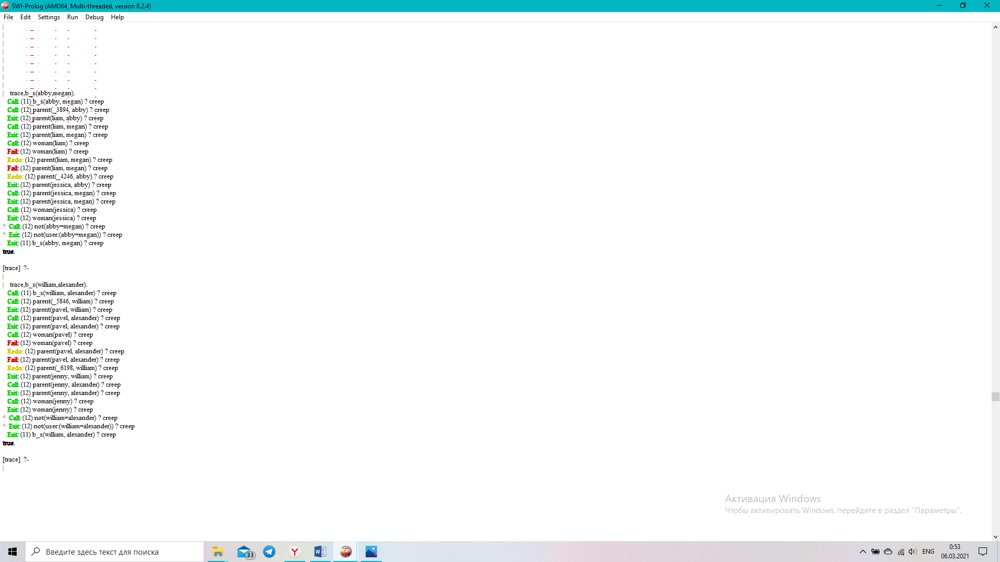 SWI-Prolog (AMD64, Multi-threaded, version 8.2.4)
File Edit Settings Run Debug Help
trace,b_s(abby,megan).
Call: (11) b_s(abby, megan) ? creep
Call: (12) parent(_3894, abby) ? creep
Exit: (12) parent(liam, abby) ? creep
Call: (12) parent(liam, megan) ? creep
Exit: (12) parent(liam, megan) ? creep
Call: (12) woman(liam) ? creep
Fail: (12) woman(liam) ? creep
Redo: (12) parent(liam, megan) ? creep
Fail: (12) parent(liam, megan) ? creep
Redo: (12) parent(_4246, abby) ? creep
Exit: (12) parent(jessica, abby) ? creep
Call: (12) parent(jessica, megan) ? creep
Exit: (12) parent(jessica, megan) ? creep
Call: (12) woman(jessica) ? creep
Exit: (12) woman(jessica) ? creep
^ Call: (12) not(abby=megan) ? creep
^ Exit: (12) not(user:(abby=megan)) ? creep
Exit: (11) b_s(abby, megan) ? creep
true.
[trace] ?-
trace,b_s(william,alexander).
Call: (11) b_s(william, alexander) ? creep
Call: (12) parent(_5846, william) ? creep
Exit: (12) parent(pavel, william) ? creep
Call: (12) parent(pavel, alexander) ? creep
Exit: (12) parent(pavel, alexander) ? creep
Call: (12) woman(pavel) ? creep
Fail: (12) woman(pavel) ? creep
Redo: (12) parent(pavel, alexander) ? creep
Fail: (12) parent(pavel, alexander) ? creep
Redo: (12) parent(_6198, william) ? creep
Exit: (12) parent(jenny, william) ? creep
Call: (12) parent(jenny, alexander) ? creep
Exit: (12) parent(jenny, alexander) ? creep
Call: (12) woman(jenny) ? creep
Exit: (12) woman(jenny) ? creep
^ Call: (12) not(william=alexander) ? creep
^ Exit: (12) not(user:(william=alexander)) ? creep
Exit: (11) b_s(william, alexander) ? creep
true.
[trace] ?-
Активация Windows
Чтобы активировать Windows, перейдите в раздел "Параметры".
Введите здесь текст для поиска
33
ENG
0:53
06.03.2021